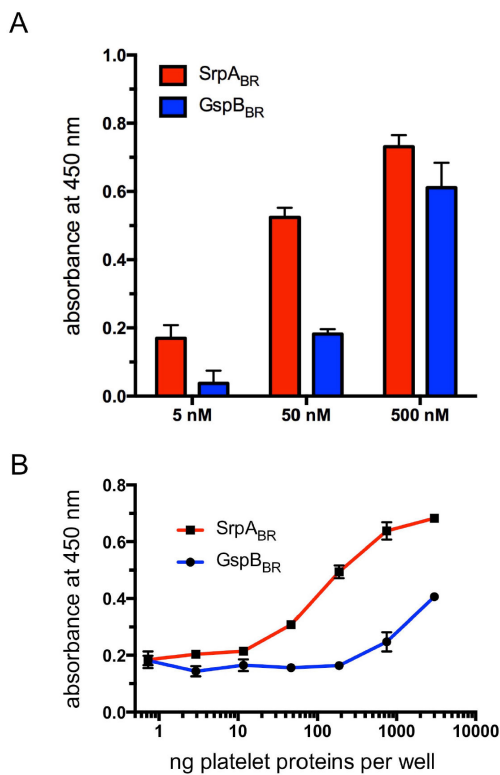 A
SrpABR
GspBBR
absorbance at 450 nm
1.0
0.8
0.6
0.4
0.2
0.0
5 nM 50 nM 500 nM
B
SrpABR
GspBBR
absorbance at 450 nm
0.8
0.6
0.4
0.2
0.0
1 10 100 1000 10000
ng platelet proteins per well